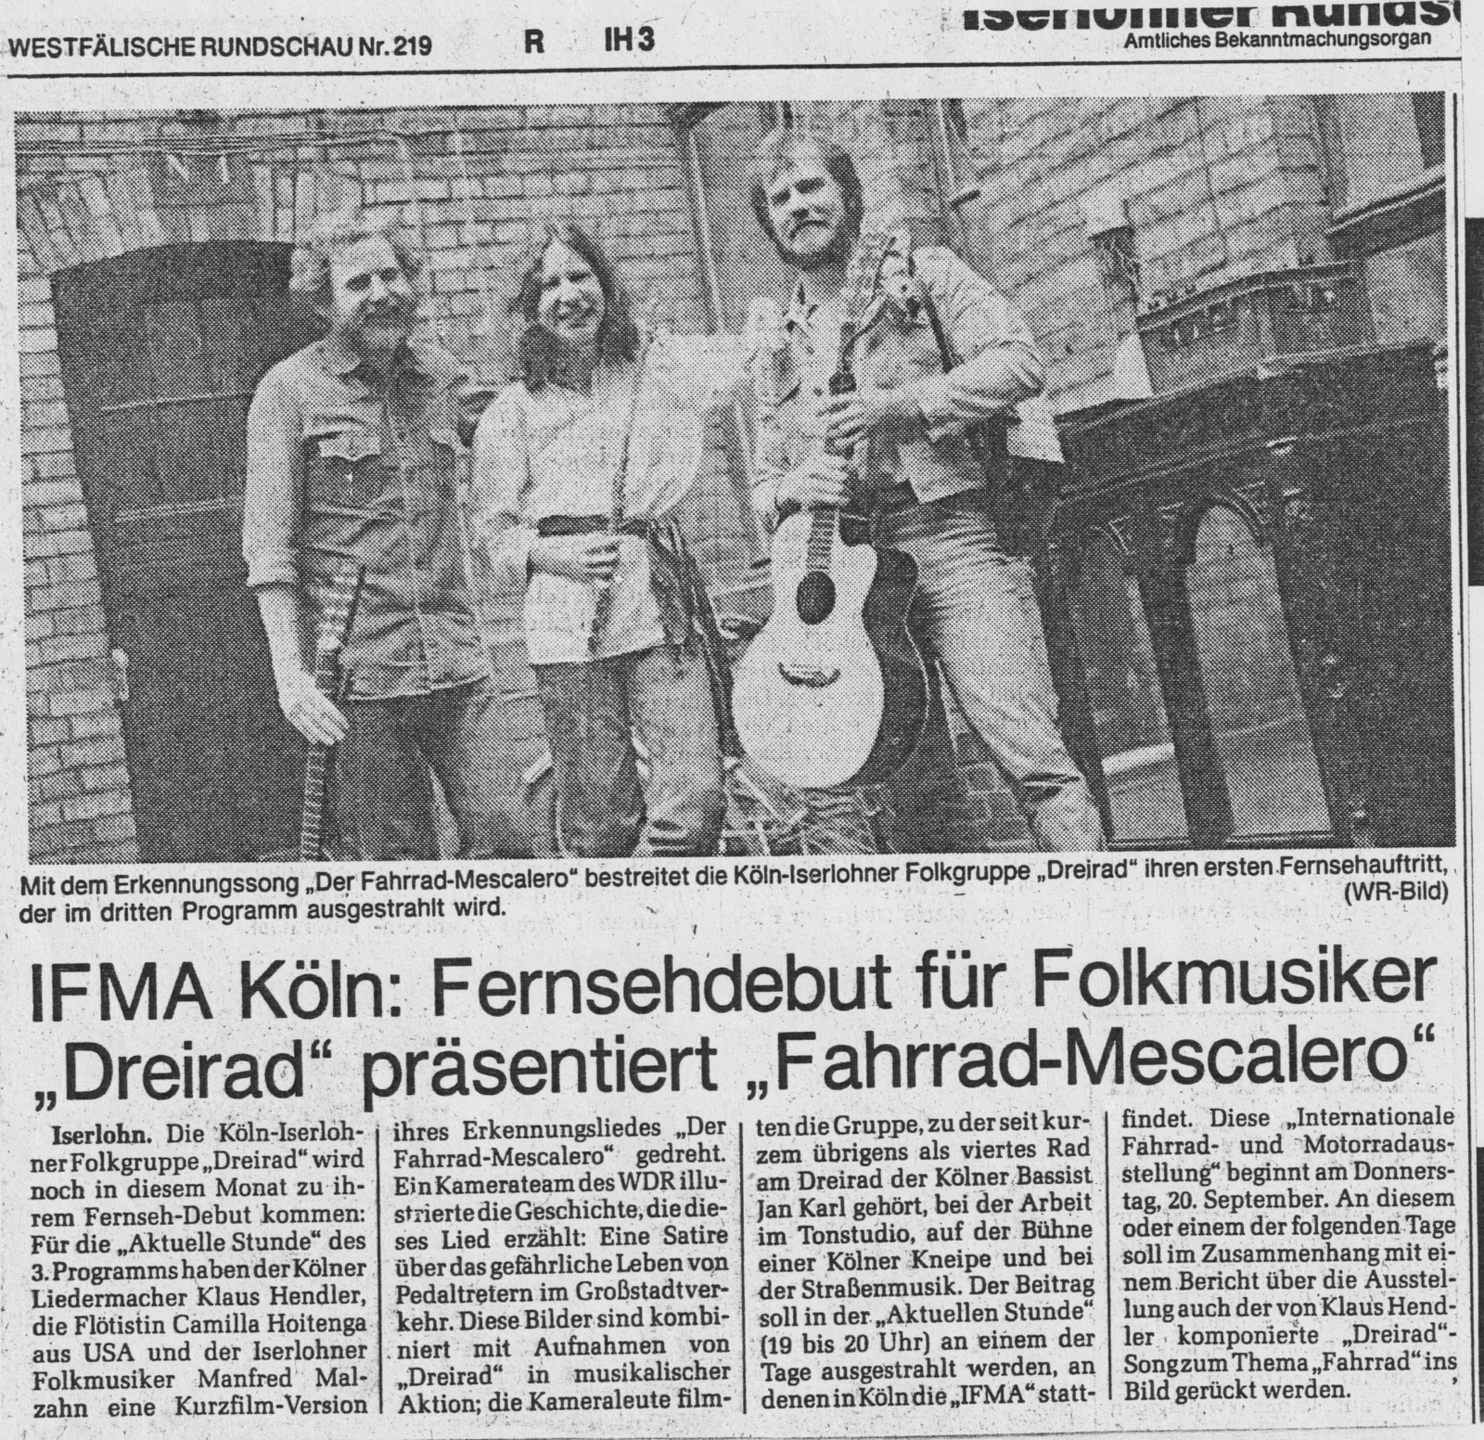 WESTFÄLISCHE RUNDSCHAU Nr. 219 R IH 3
Iserlohner
Amtliches Bekanntmachungsorgan
Mit dem Erkennungssong „Der Fahrrad-Mescalero“ bestreitet die Köln-Iserlohner Folkgruppe „Dreirad“ ihren ersten Fernsehauftritt,
der im dritten Programm ausgestrahlt wird.
(WR-Bild)
IFMA Köln: Fernsehdebut für Folkmusiker
„Dreirad“ präsentiert „Fahrrad-Mescalero“
Iserlohn. Die Köln-Iserloh-
ner Folkgruppe „Dreirad“ wird
noch in diesem Monat zu ih-
rem Fernseh-Debut kommen:
Für die „Aktuelle Stunde“ des
3. Programms haben der Kölner
Liedermacher Klaus Hendler,
die Flötistin Camilla Hoitenga
aus USA und der Iserlohner
Folkmusiker Manfred Mal-
zahn eine Kurzfilm-Version
ihres Erkennungsliedes „Der
Fahrrad-Mescalero“ gedreht.
Ein Kamerateam des WDR illu-
strierte die Geschichte, die die-
ses Lied erzählt: Eine Satire
über das gefährliche Leben von
Pedaltretern im Großstadtver-
kehr. Diese Bilder sind kombi-
niert mit Aufnahmen von
„Dreirad“ in musikalischer
Aktion; die Kameraleute film-
ten die Gruppe, zu der seit kur-
zem übrigens als viertes Rad
am Dreirad der Kölner Bassist
Jan Karl gehört, bei der Arbeit
im Tonstudio, auf der Bühne
einer Kölner Kneipe und bei
der Straßenmusik. Der Beitrag
soll in der „Aktuellen Stunde“
(19 bis 20 Uhr) an einem der
Tage ausgestrahlt werden, an
denen in Köln die „IFMA“ statt-
findet. Diese „Internationale
Fahrrad- und Motorradaus-
stellung“ beginnt am Donners-
tag, 20. September. An diesem
oder einem der folgenden Tage
soll im Zusammenhang mit ei-
nem Bericht über die Ausstel-
lung auch der von Klaus Hend-
ler komponierte „Dreirad“-
Song zum Thema „Fahrrad“ ins
Bild gerückt werden.